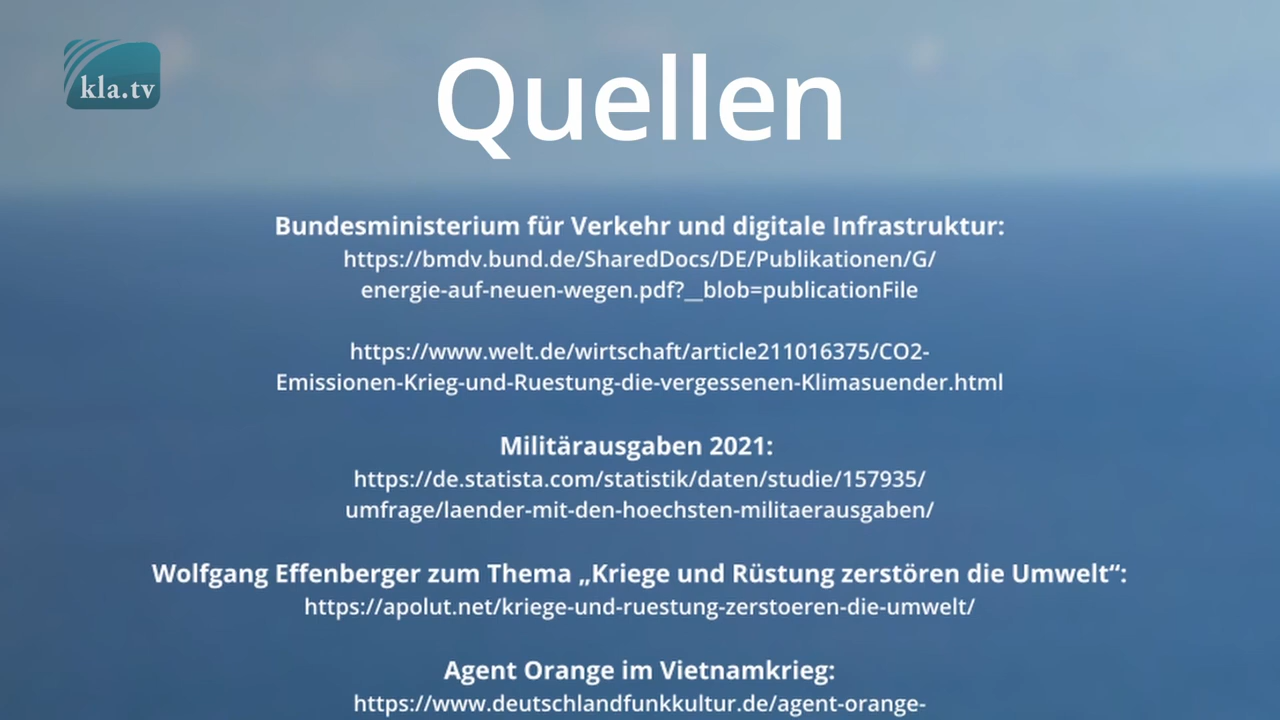 kla.tv
Quellen
Bundesministerium für Verkehr und digitale Infrastruktur:
https://bmdv.bund.de/SharedDocs/DE/Publikationen/G/
energie-auf-neuen-wegen.pdf?__blob=publicationFile
https://www.welt.de/wirtschaft/article211016375/CO2-
Emissionen-Krieg-und-Ruestung-die-vergessenen-Klimasuender.html
Militärausgaben 2021:
https://de.statista.com/statistik/daten/studie/157935/
umfrage/laender-mit-den-hoechsten-militaerausgaben/
Wolfgang Effenberger zum Thema „Kriege und Rüstung zerstören die Umwelt“:
https://apolut.net/kriege-und-ruestung-zerstoeren-die-umwelt/
Agent Orange im Vietnamkrieg:
https://www.deutschlandfunkkultur.de/agent-orange-